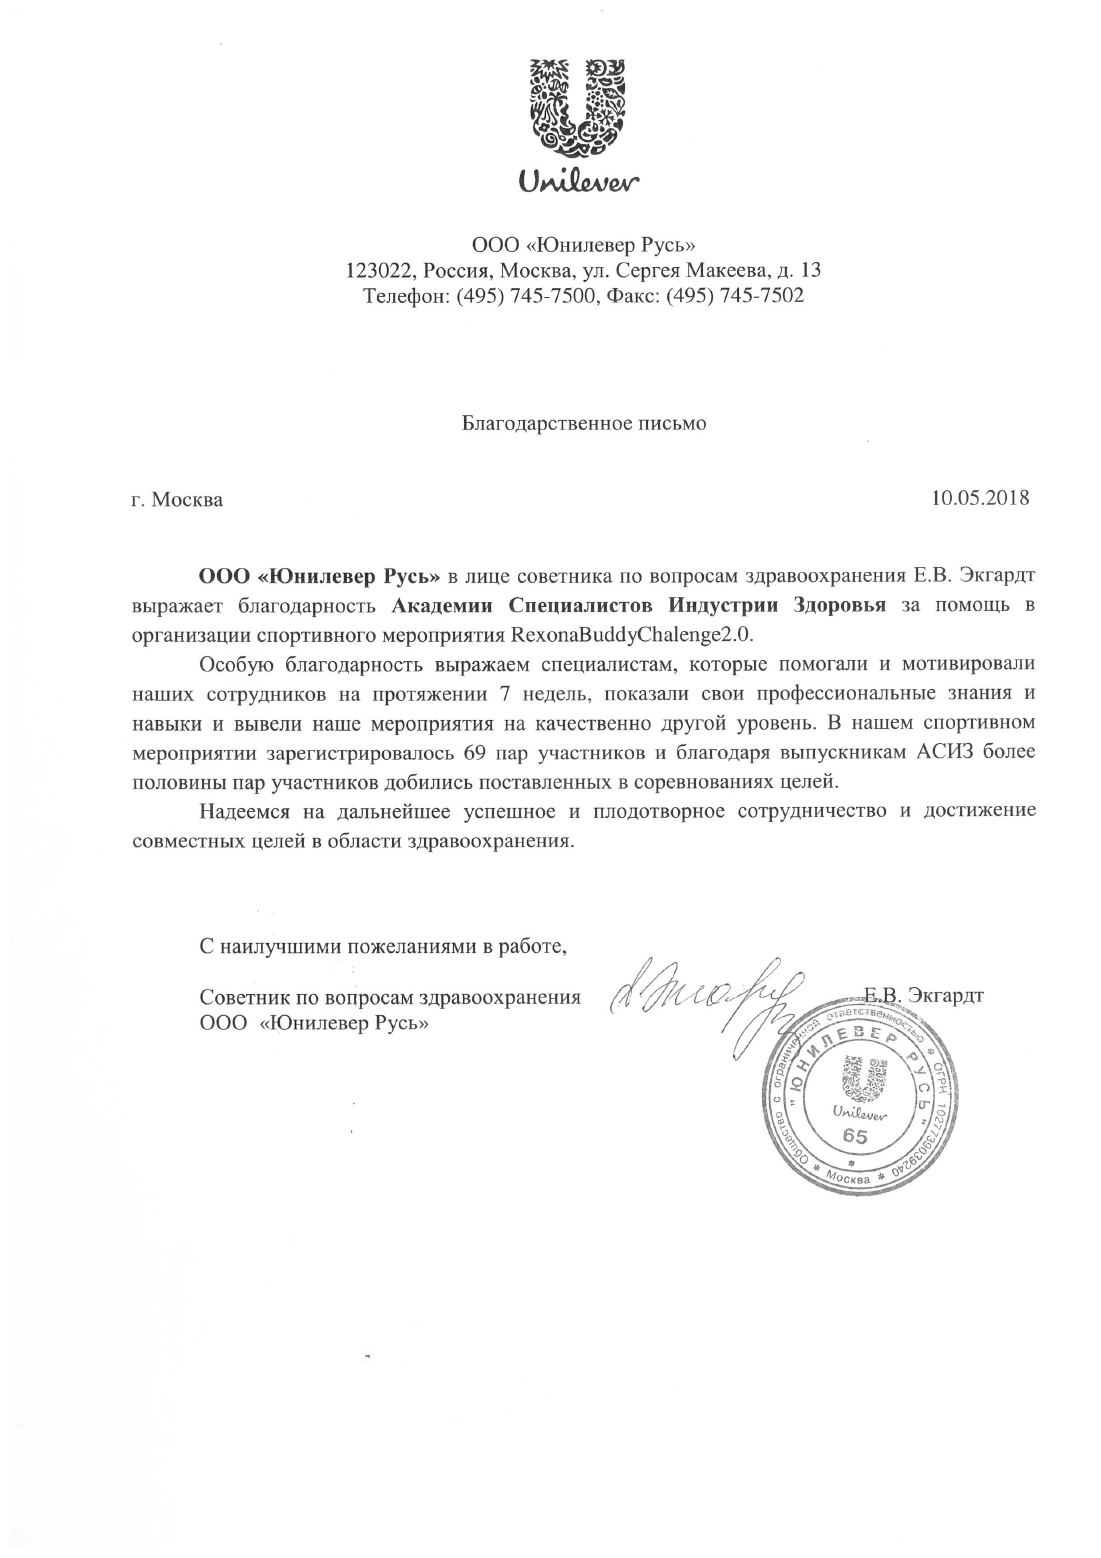 Unilever
ООО «Юнилевер Русь»
123022, Россия, Москва, ул. Сергея Макеева, д. 13
Телефон: (495) 745-7500, Факс: (495) 745-7502
Благодарственное письмо
г. Москва 10.05.2018
ООО «Юнилевер Русь» в лице советника по вопросам здравоохранения Е.В. Экгардт
выражает благодарность Академии Специалистов Индустрии Здоровья за помощь в
организации спортивного мероприятия RexonaBuddyChalenge2.0.
Особую благодарность выражаем специалистам, которые помогали и мотивировали
наших сотрудников на протяжении 7 недель, показали свои профессиональные знания и
навыки и вывели наше мероприятия на качественно другой уровень. В нашем спортивном
мероприятии зарегистрировалось 69 пар участников и благодаря выпускникам АСИЗ более
половины пар участников добились поставленных в соревнованиях целей.
Надеемся на дальнейшее успешное и плодотворное сотрудничество и достижение
совместных целей в области здравоохранения.
С наилучшими пожеланиями в работе,
Советник по вопросам здравоохранения Е.В. Экгардт
ООО «Юнилевер Русь»
Общество с ограниченной ответственностью * ОГРН 1027739039240 * Москва *
"ЮНИЛЕВЕР РУСЬ" *
Unilever
65